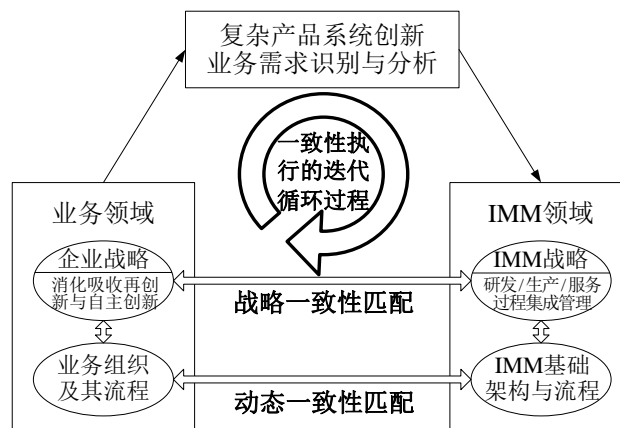 复杂产品系统创新
业务需求识别与分析
一致性执
行的迭代
循环过程
业务领域
企业战略
消化吸收再创
新与自主创新
业务组织
及其流程
战略一致性匹配
动态一致性匹配
IMM领域
IMM战略
研发/生产/服务
过程集成管理
IMM基础
架构与流程